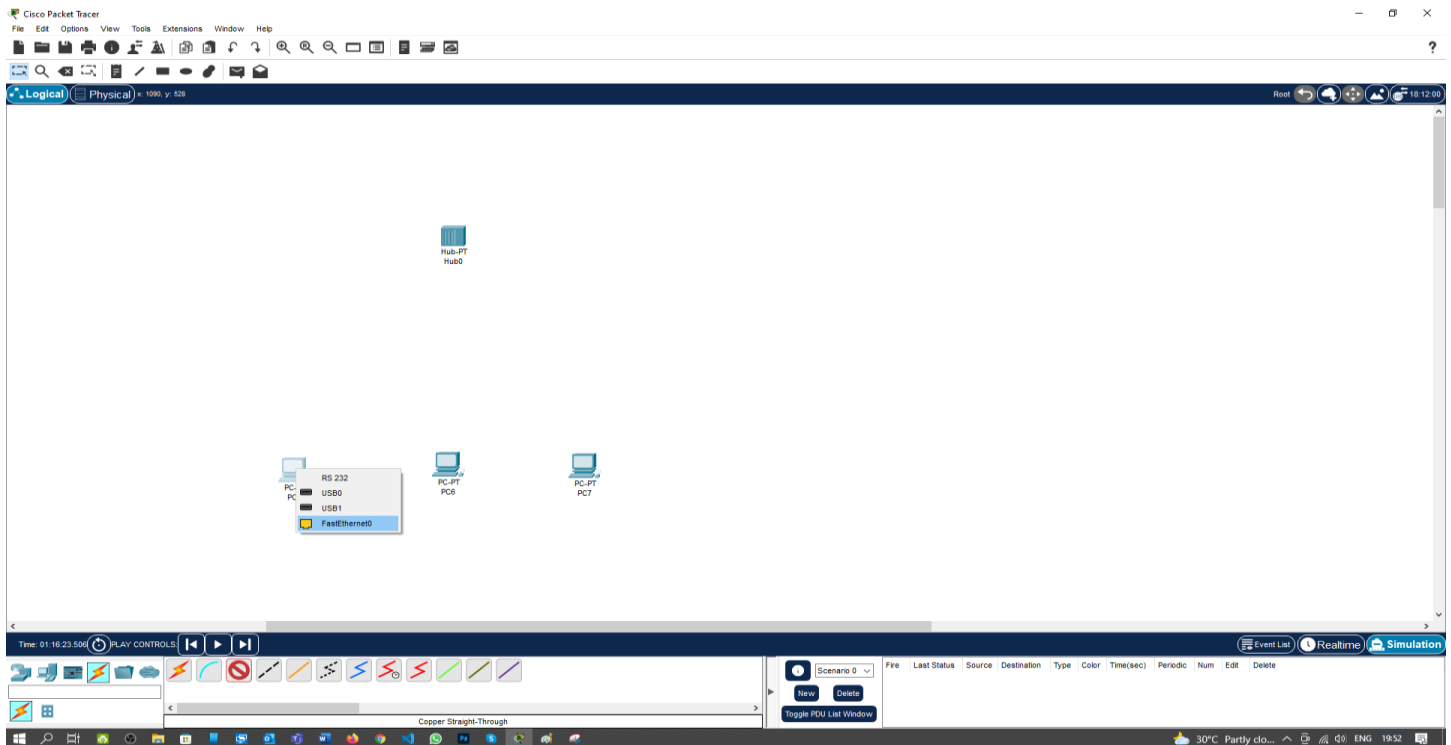 Cisco Packet Tracer
File Edit Options View Tools Extensions Window Help
?
Logical Physical x: 1090, y: 528 Root 18:12:00
Hub-PT
Hub0
RS 232
USB0
USB1
FastEthernet0
PC-PT
PC6
PC-PT
PC7
Time: 01:16:23.506 PLAY CONTROLS: Event List Realtime Simulation
Scenario 0 Fire Last Status Source Destination Type Color Time(sec) Periodic Num Edit Delete
New Delete
Toggle PDU List Window
Copper Straight-Through
30°C Partly clo... ENG 19:52